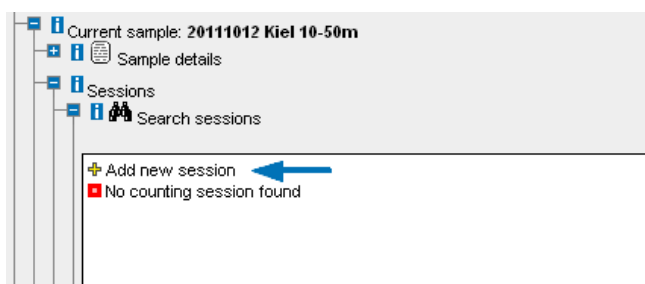 Current sample: 20111012 Kiel 10-50m
Sample details
Sessions
Search sessions
Add new session
No counting session found